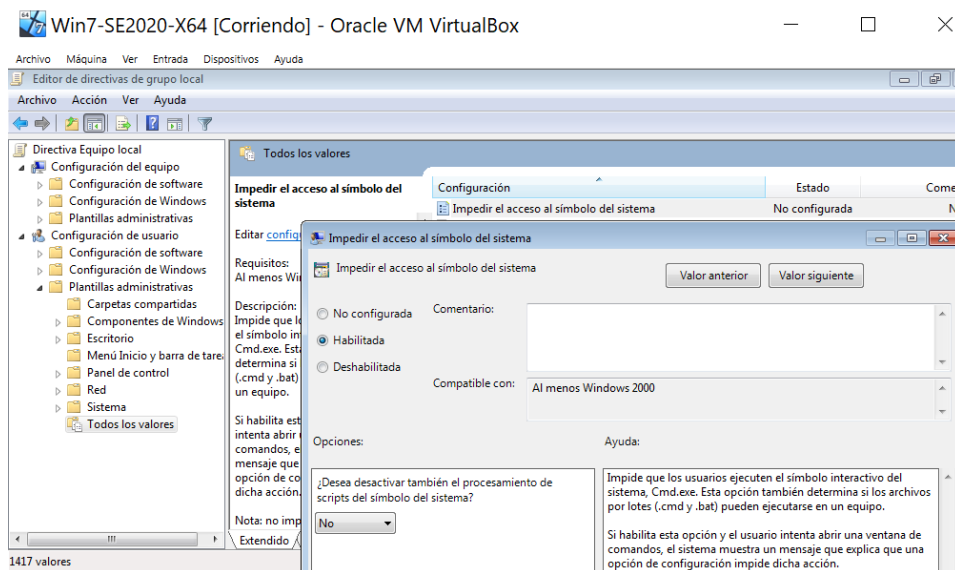 Win7-SE2020-X64 [Corriendo] - Oracle VM VirtualBox
Archivo Máquina Ver Entrada Dispositivos Ayuda
Editor de directivas de grupo local
Archivo Acción Ver Ayuda
Directiva Equipo local
Configuración del equipo
Configuración de software
Configuración de Windows
Plantillas administrativas
Configuración de usuario
Configuración de software
Configuración de Windows
Plantillas administrativas
Carpetas compartidas
Componentes de Windows
Escritorio
Menú Inicio y barra de tare
Panel de control
Red
Sistema
Todos los valores
1417 valores
Todos los valores
Impedir el acceso al símbolo del
sistema
Editar config
Requisitos:
Al menos Wi
Descripción:
Impide que l
el símbolo in
Cmd.exe. Est
determina si
(.cmd y .bat)
un equipo.
Si habilita est
intenta abrir
comandos, e
mensaje que
opción de co
dicha acción.
Nota: no imp
Extendido
Configuración Estado Come
Impedir el acceso al símbolo del sistema No configurada N
Impedir el acceso al símbolo del sistema
Impedir el acceso al símbolo del sistema
Valor anterior Valor siguiente
No configurada
Habilitada
Deshabilitada
Comentario:
Compatible con: Al menos Windows 2000
Opciones: Ayuda:
¿Desea desactivar también el procesamiento de
scripts del símbolo del sistema?
No
Impide que los usuarios ejecuten el símbolo interactivo del
sistema, Cmd.exe. Esta opción también determina si los archivos
por lotes (.cmd y .bat) pueden ejecutarse en un equipo.
Si habilita esta opción y el usuario intenta abrir una ventana de
comandos, el sistema muestra un mensaje que explica que una
opción de configuración impide dicha acción.